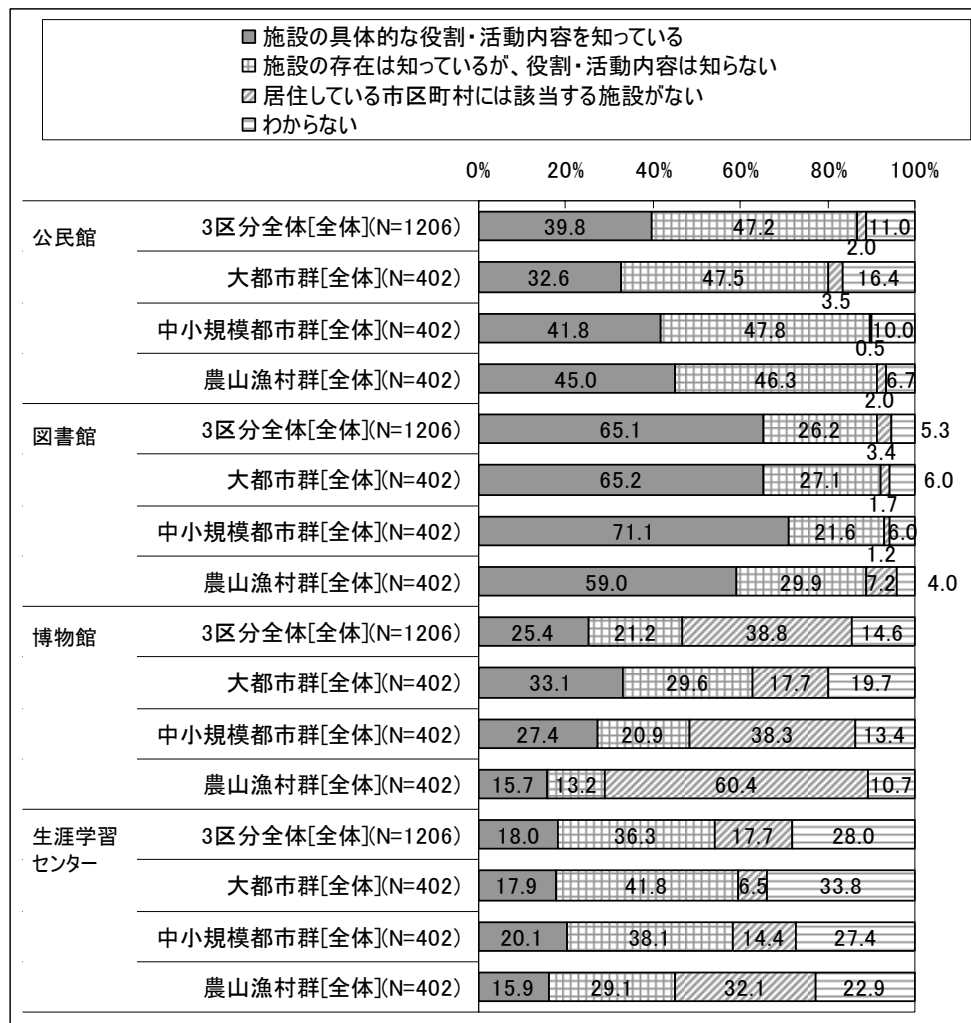 ■ 施設の具体的な役割・活動内容を知っている
施設の存在は知っているが、役割・活動内容は知らない
居住している市区町村には該当する施設がない
わからない
0% 20% 40% 60% 80% 100%
公民館 3区分全体[全体](N=1206) 39.8 47.2 2.0 11.0
大都市群[全体](N=402) 32.6 47.5 3.5 16.4
中小規模都市群[全体](N=402) 41.8 47.8 0.5 10.0
農山漁村群[全体](N=402) 45.0 46.3 2.0 6.7
図書館 3区分全体[全体](N=1206) 65.1 26.2 3.4 5.3
大都市群[全体](N=402) 65.2 27.1 1.7 6.0
中小規模都市群[全体](N=402) 71.1 21.6 1.2 6.0
農山漁村群[全体](N=402) 59.0 29.9 7.2 4.0
博物館 3区分全体[全体](N=1206) 25.4 21.2 38.8 14.6
大都市群[全体](N=402) 33.1 29.6 17.7 19.7
中小規模都市群[全体](N=402) 27.4 20.9 38.3 13.4
農山漁村群[全体](N=402) 15.7 13.2 60.4 10.7
生涯学習
センター
3区分全体[全体](N=1206) 18.0 36.3 17.7 28.0
大都市群[全体](N=402) 17.9 41.8 6.5 33.8
中小規模都市群[全体](N=402) 20.1 38.1 14.4 27.4
農山漁村群[全体](N=402) 15.9 29.1 32.1 22.9